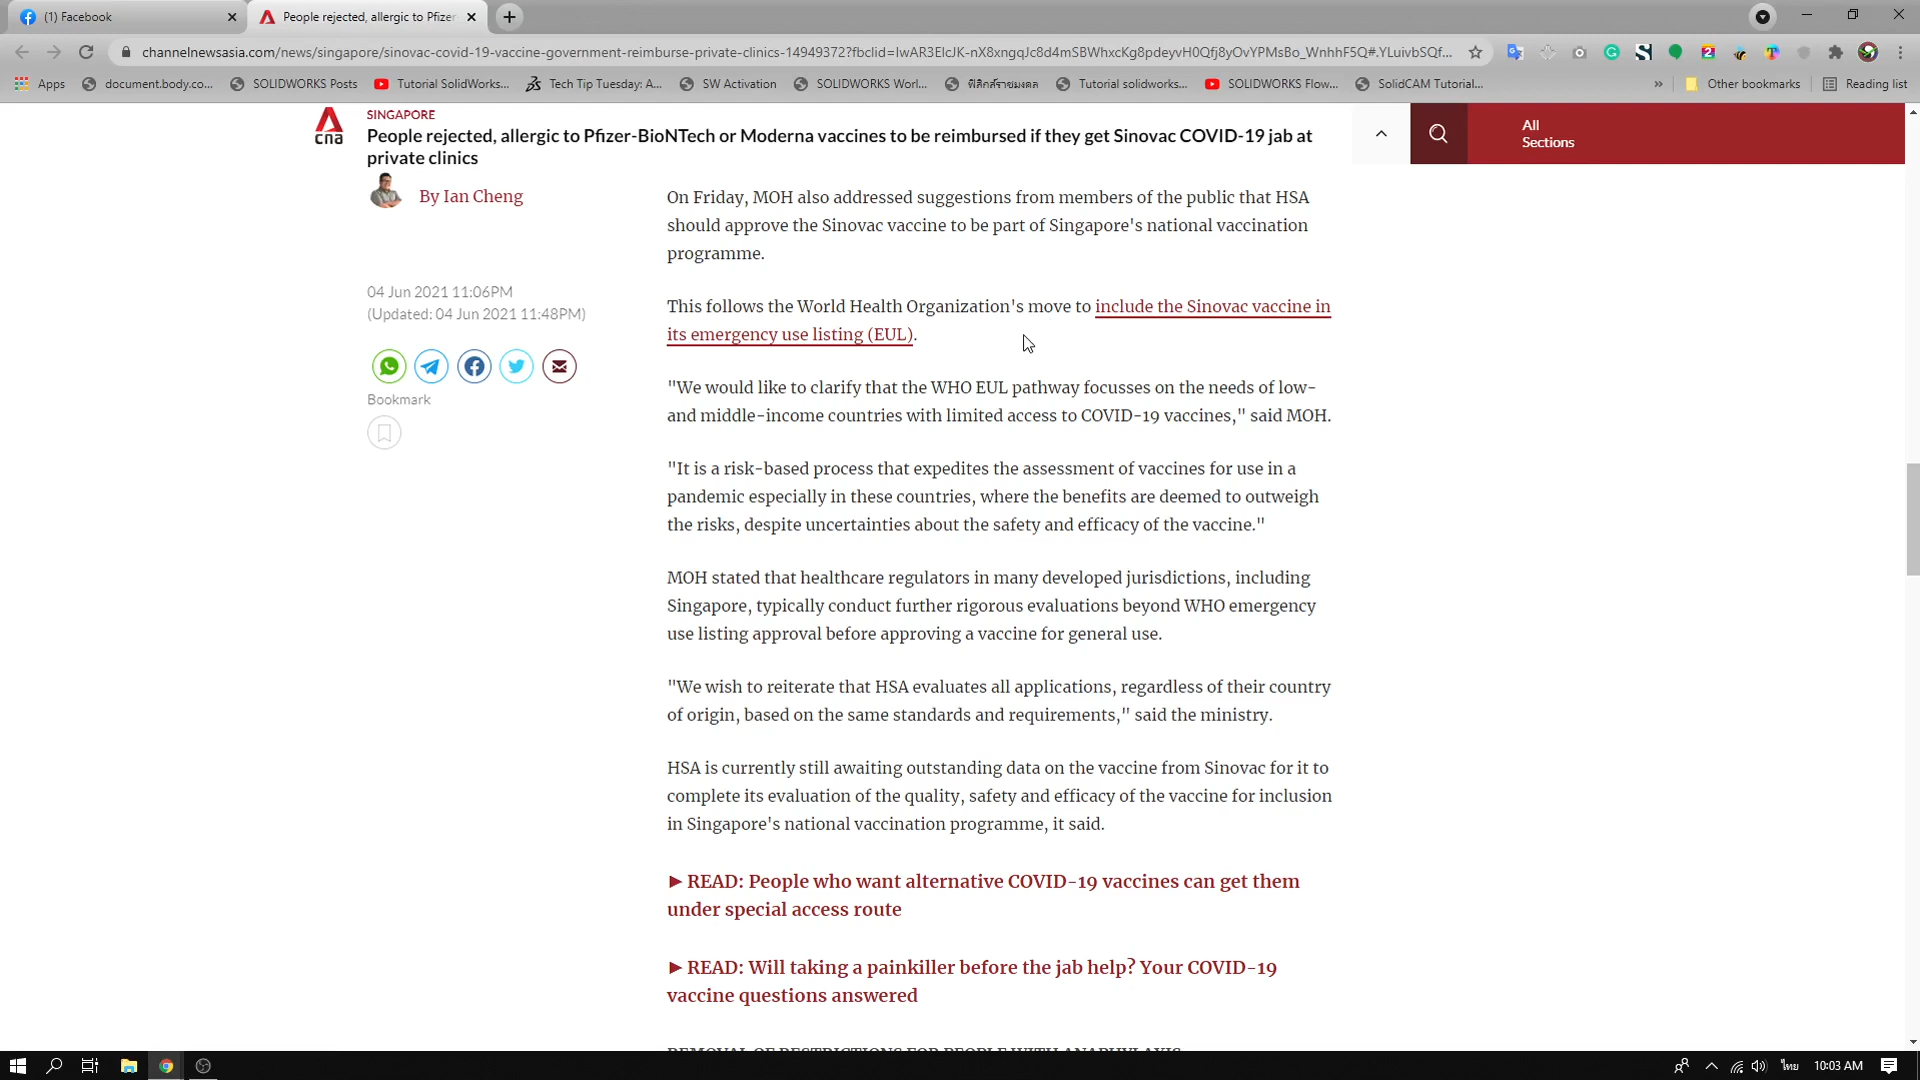 (1) Facebook
People rejected, allergic to Pfizer
channelnewsasia.com/news/singapore/sinovac-covid-19-vaccine-government-reimburse-private-clinics-14949372?fbclid=IwAR3ElcJK-nX8xngqJc8d4mSBWhxcKg8pdeyvH0Qfj8yOvYPMsBo_WnhhF5Q#.YLuivbSQf...
Apps
document.body.co...
SOLIDWORKS Posts
Tutorial SolidWorks...
Tech Tip Tuesday: A...
SW Activation
SOLIDWORKS Worl...
ฟิสิกส์ราชมงคล
Tutorial solidworks...
SOLIDWORKS Flow...
SolidCAM Tutorial...
»
Other bookmarks
Reading list
cna
SINGAPORE
People rejected, allergic to Pfizer-BioNTech or Moderna vaccines to be reimbursed if they get Sinovac COVID-19 jab at
private clinics
All
Sections
By Ian Cheng
04 Jun 2021 11:06PM
(Updated: 04 Jun 2021 11:48PM)
Bookmark
On Friday, MOH also addressed suggestions from members of the public that HSA
should approve the Sinovac vaccine to be part of Singapore's national vaccination
programme.
This follows the World Health Organization's move to include the Sinovac vaccine in
its emergency use listing (EUL).
"We would like to clarify that the WHO EUL pathway focusses on the needs of low-
and middle-income countries with limited access to COVID-19 vaccines," said MOH.
"It is a risk-based process that expedites the assessment of vaccines for use in a
pandemic especially in these countries, where the benefits are deemed to outweigh
the risks, despite uncertainties about the safety and efficacy of the vaccine."
MOH stated that healthcare regulators in many developed jurisdictions, including
Singapore, typically conduct further rigorous evaluations beyond WHO emergency
use listing approval before approving a vaccine for general use.
"We wish to reiterate that HSA evaluates all applications, regardless of their country
of origin, based on the same standards and requirements," said the ministry.
HSA is currently still awaiting outstanding data on the vaccine from Sinovac for it to
complete its evaluation of the quality, safety and efficacy of the vaccine for inclusion
in Singapore's national vaccination programme, it said.
►READ: People who want alternative COVID-19 vaccines can get them
under special access route
►READ: Will taking a painkiller before the jab help? Your COVID-19
vaccine questions answered
REMOVAL OF RESTRICTIONS FOR PEOPLE WITH ANAPHYLAXIS
ไทย
10:03 AM